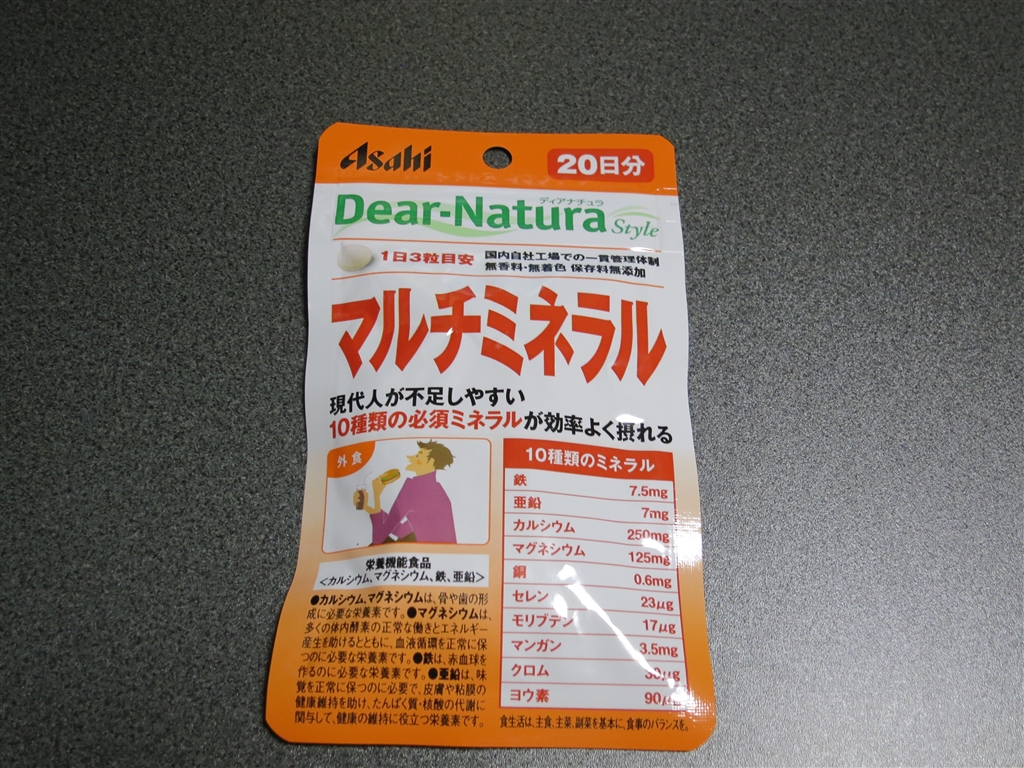 Asahi
20日分
ディアナチュラ
Dear-Natura Style
1日3粒目安
国内自社工場での一貫管理体制
無香料・無着色 保存料無添加
マルチミネラル
現代人が不足しやすい
10種類の必須ミネラルが効率よく摂れる
外食
栄養機能食品
<カルシウム、マグネシウム、鉄、亜鉛>
●カルシウム、マグネシウムは、骨や歯の形
成に必要な栄養素です。●マグネシウムは、
多くの体内酵素の正常な働きとエネルギー
産生を助けるとともに、血液循環を正常に保
つのに必要な栄養素です。●鉄は、赤血球を
作るのに必要な栄養素です。●亜鉛は、味
覚を正常に保つのに必要で、皮膚や粘膜の
健康維持を助け、たんぱく質・核酸の代謝に
関与して、健康の維持に役立つ栄養素です。
10種類のミネラル
鉄 7.5mg
亜鉛 7mg
カルシウム 250mg
マグネシウム 125mg
銅 0.6mg
セレン 23μg
モリブデン 17μg
マンガン 3.5mg
クロム 30μg
ヨウ素 90μg
食生活は、主食、主菜、副菜を基本に、食事のバランスを。